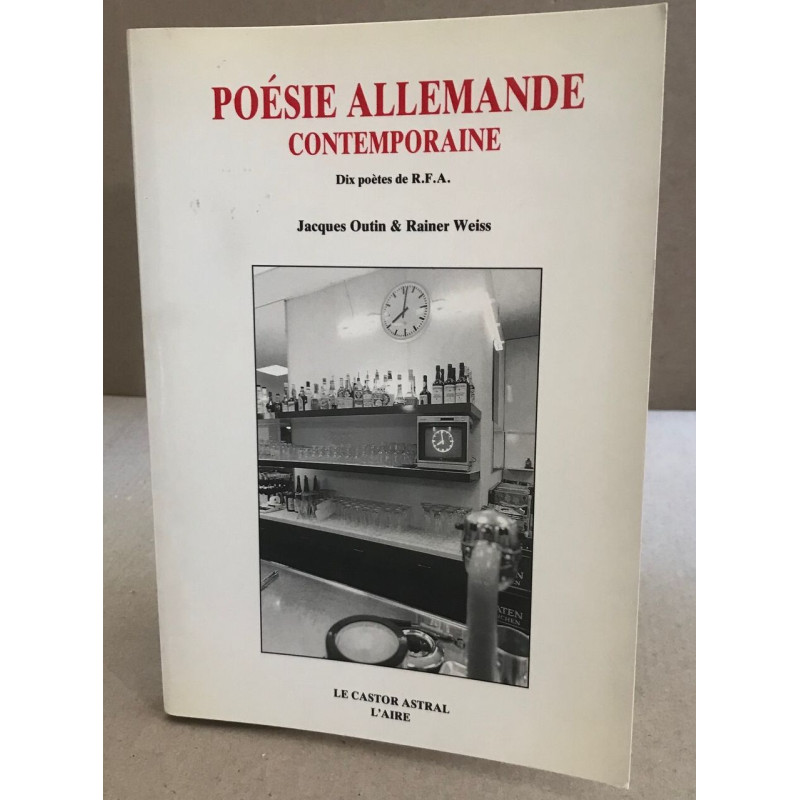 POÉSIE ALLEMANDE
CONTEMPORAINE
Dix poètes de R.F.A.
Jacques Outin & Rainer Weiss
LE CASTOR ASTRAL
L'AIRE